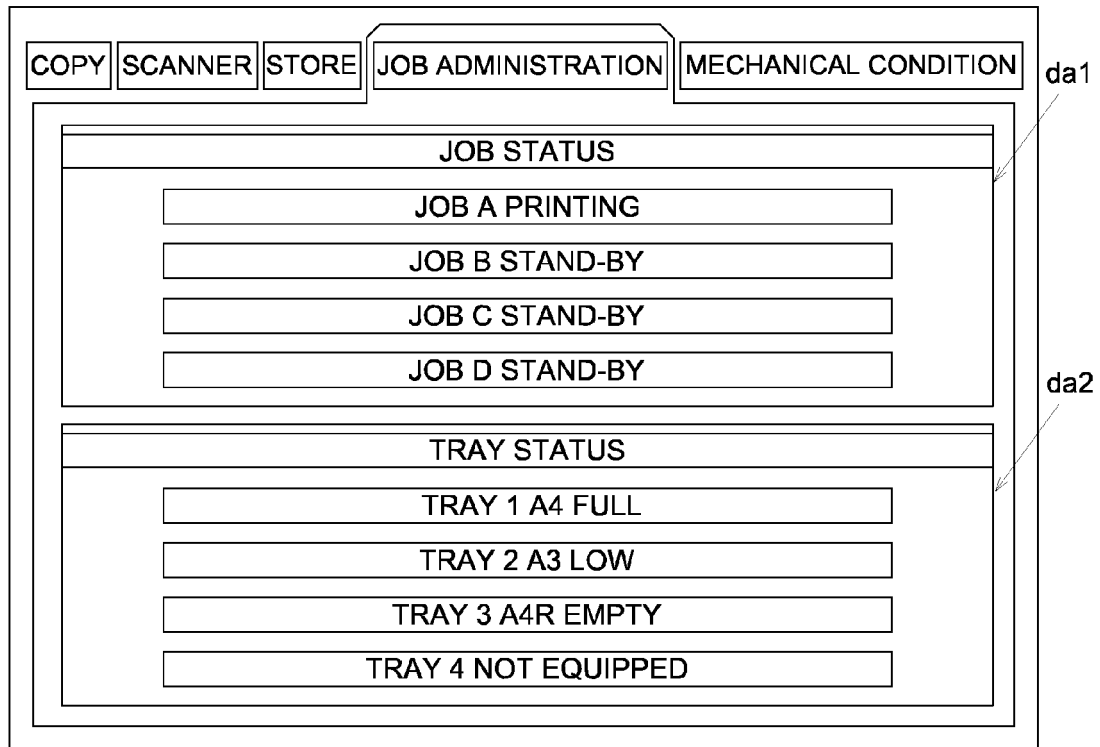 COPY SCANNER STORE JOB ADMINISTRATION MECHANICAL CONDITION
da1
JOB STATUS
JOB A PRINTING
JOB B STAND-BY
JOB C STAND-BY
JOB D STAND-BY
da2
TRAY STATUS
TRAY 1 A4 FULL
TRAY 2 A3 LOW
TRAY 3 A4R EMPTY
TRAY 4 NOT EQUIPPED